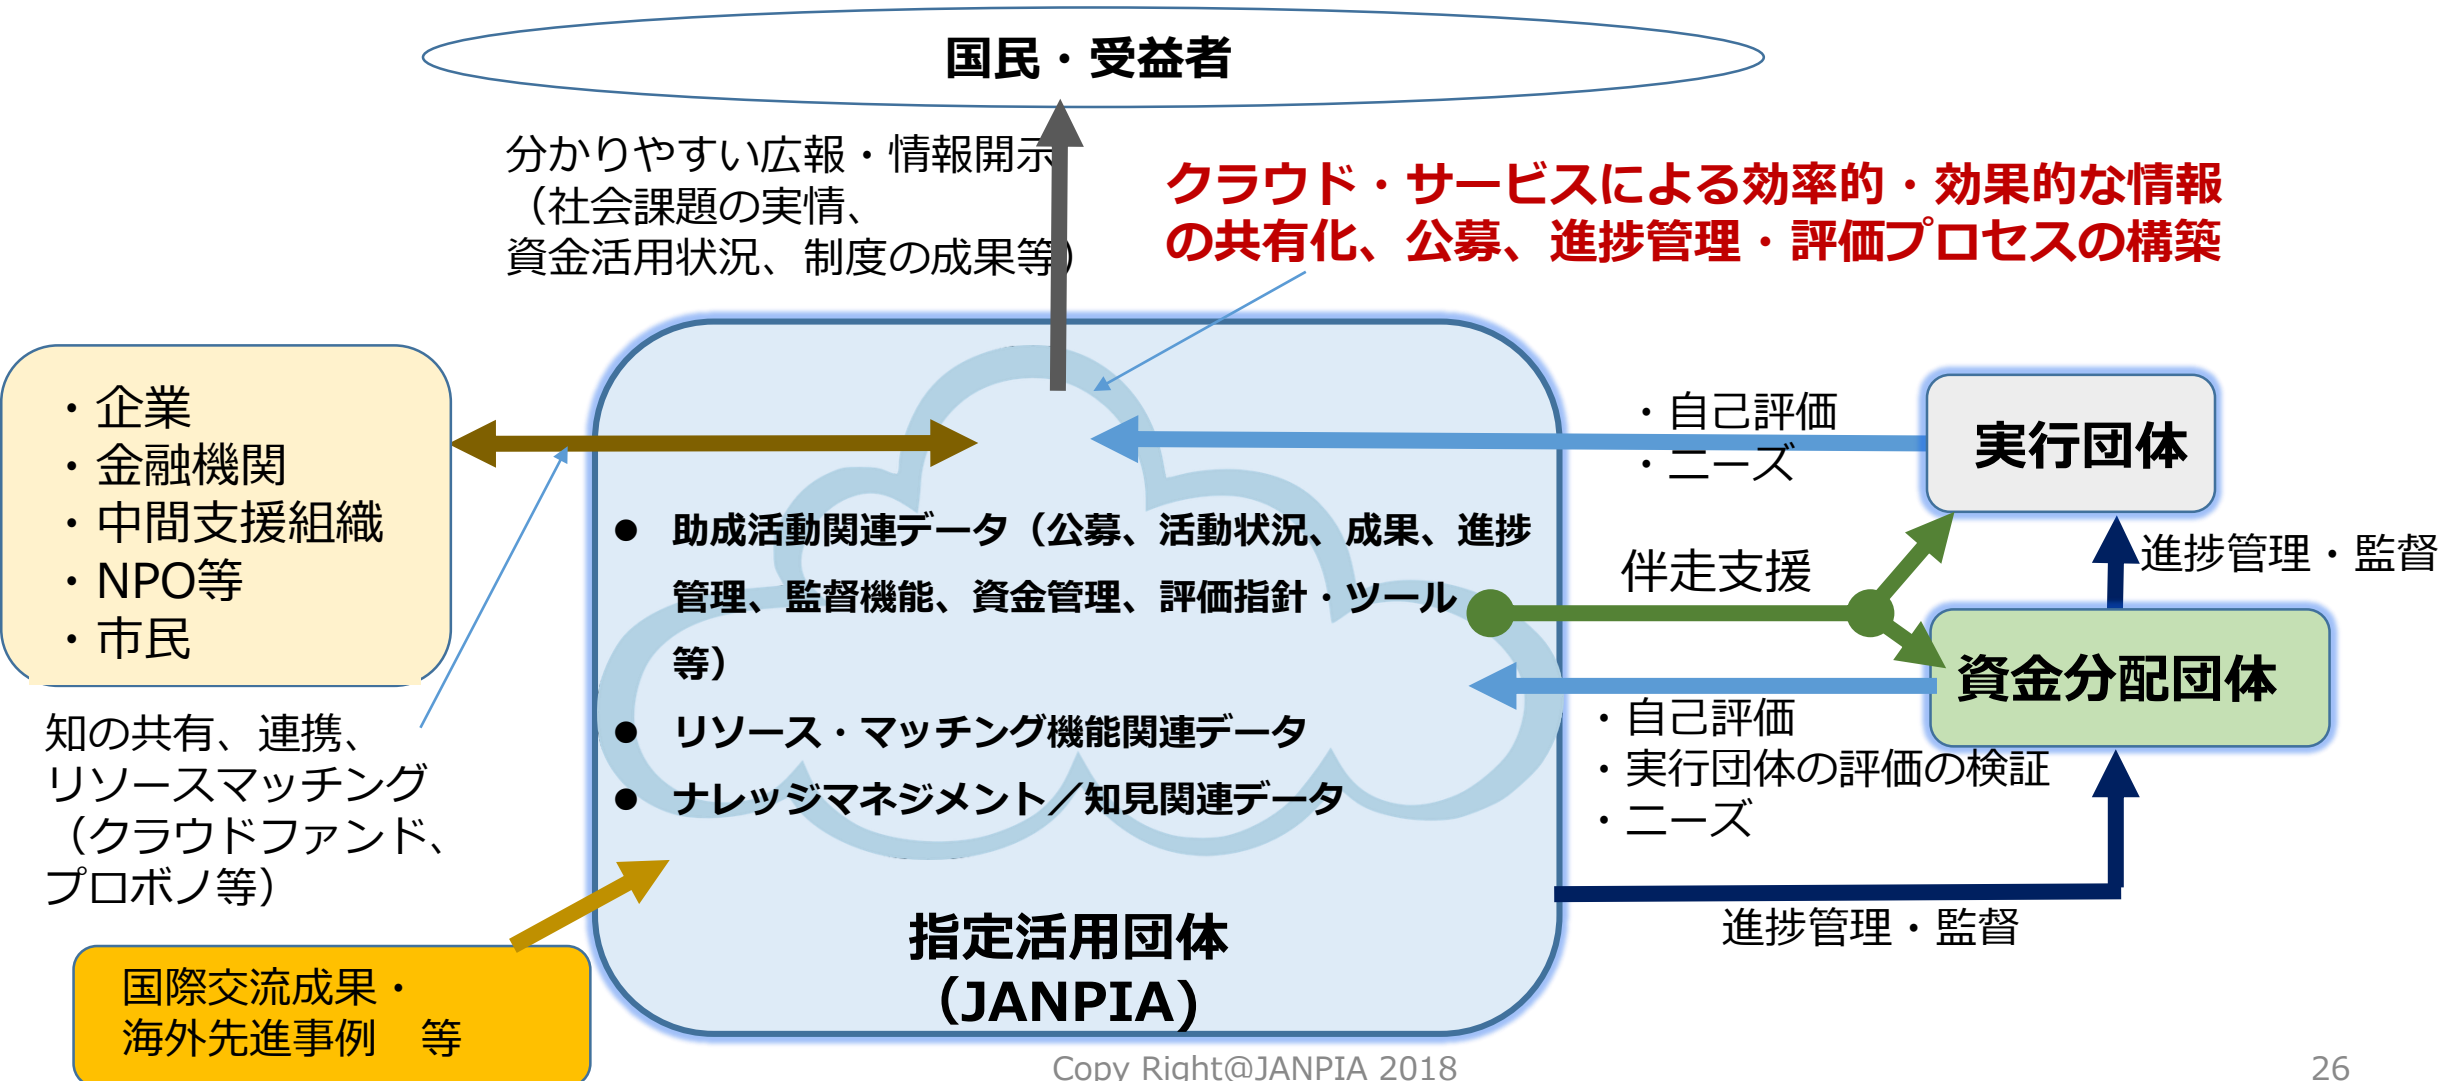 国民・受益者
分かりやすい広報・情報開示
（社会課題の実情、
資金活用状況、制度の成果等）
クラウド・サービスによる効率的・効果的な情報
の共有化、公募、進捗管理・評価プロセスの構築
・企業
・金融機関
・中間支援組織
・NPO等
・市民
知の共有、連携、
リソースマッチング
（クラウドファンド、
プロボノ等）
国際交流成果・
海外先進事例　等
● 助成活動関連データ（公募、活動状況、成果、進捗
管理、監督機能、資金管理、評価指針・ツール
等）
● リソース・マッチング機能関連データ
● ナレッジマネジメント／知見関連データ
指定活用団体
（JANPIA)
・自己評価
・ニーズ
実行団体
伴走支援
進捗管理・監督
資金分配団体
・自己評価
・実行団体の評価の検証
・ニーズ
進捗管理・監督
Copy Right@JANPIA 2018
26